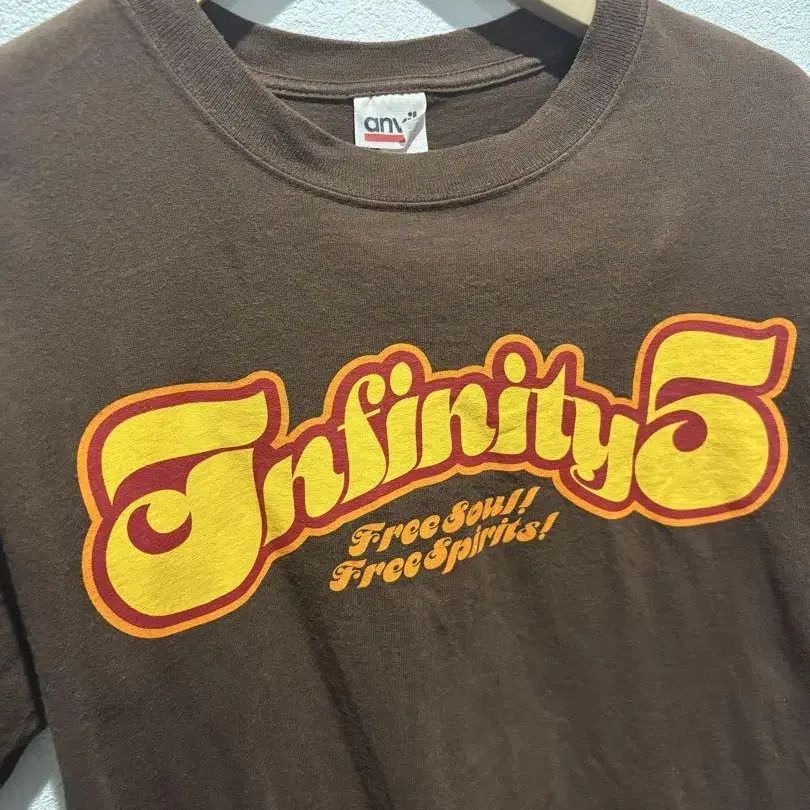 anvil
Infinity5
Free Soul!
Free Spirits!